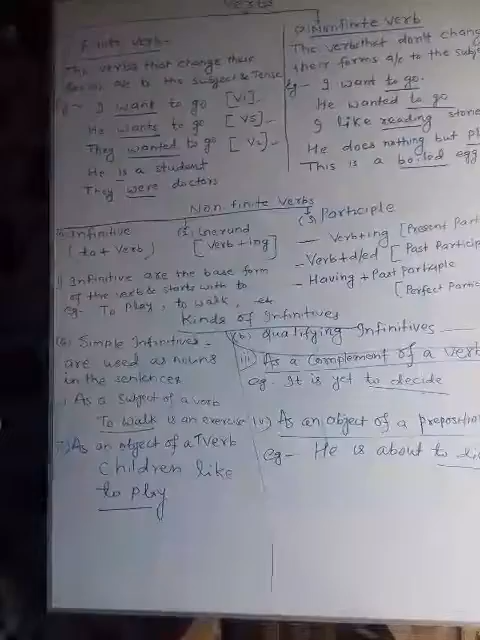 Verbs
Finite verb-
The verbs that change their
forms a/c to the subject & Tense
Eg- I want to go [V1]
He wants to go [V5]
They wanted to go [V2]
He is a student
They were doctors
Nonfinite verb
The verbs that don't change
their forms a/c to the subje
eg- I want to go.
He wanted to go
I like reading stories
He does nothing but pl
This is a boiled egg
Non finite verbs
(1) Infinitive
(to + verb)
(2) Gerund
[Verb + ing]
(3) Participle
- Verb+ing [Present Part
- Verb+d/ed [Past Particip
- Having + Past Participle
[Perfect Partic
1) Infinitive are the base form
of the verb & starts with to
eg- To Play, to walk, etc
Kinds of Infinitives
(a) Simple Infinitives -
are used as nouns
in the sentences
i) As a Subject of a verb
To walk is an exercise
ii) As an object of a verb
Children like
to play
(b) Qualifying Infinitives
iii) As a Complement of a verb
eg. It is yet to decide
iv) As an object of a preposition
eg- He is about to